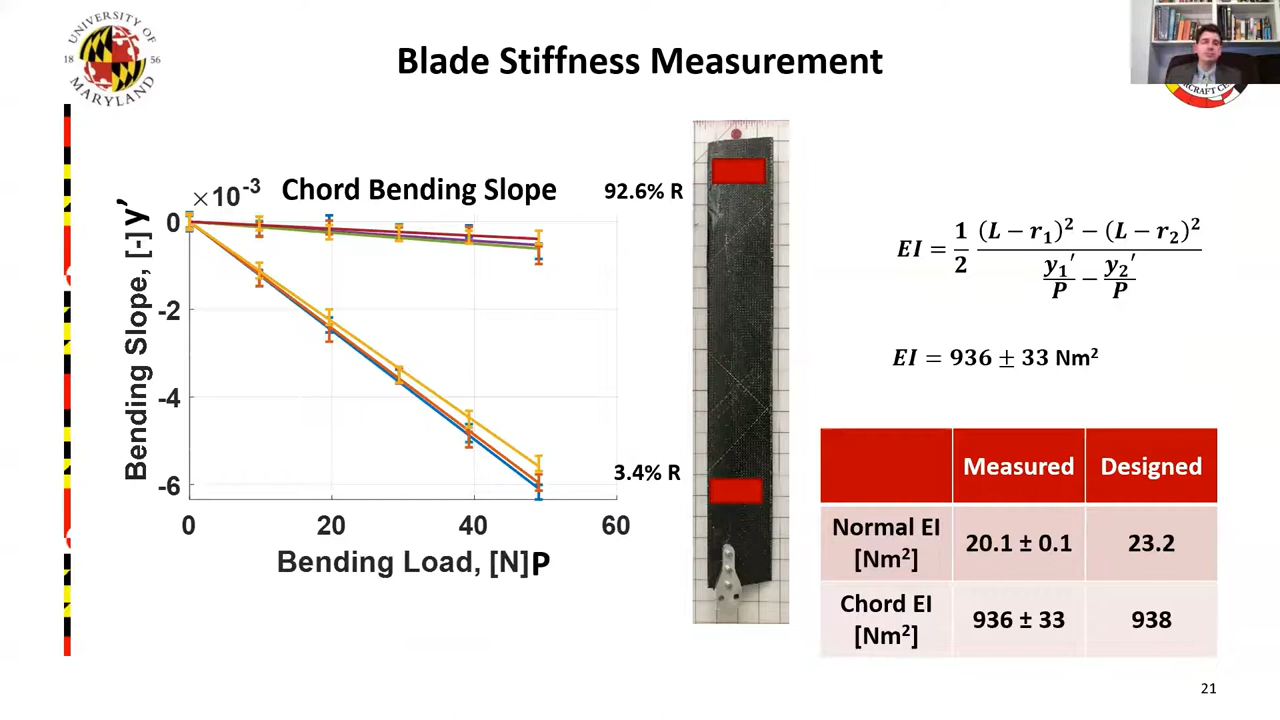 UNIVERSITY OF
18 56
MARYLAND
Blade Stiffness Measurement
×10⁻³ Chord Bending Slope
92.6% R
Bending Slope, [-] y'
0
-2
-4
-6
0 20 40 60
Bending Load, [N] P
3.4% R
EI = 1/2 ((L − r₁)² − (L − r₂)²) / (y₁′/P − y₂′/P)
EI = 936 ± 33 Nm²
Measured Designed
Normal EI [Nm²] 20.1 ± 0.1 23.2
Chord EI [Nm²] 936 ± 33 938
21